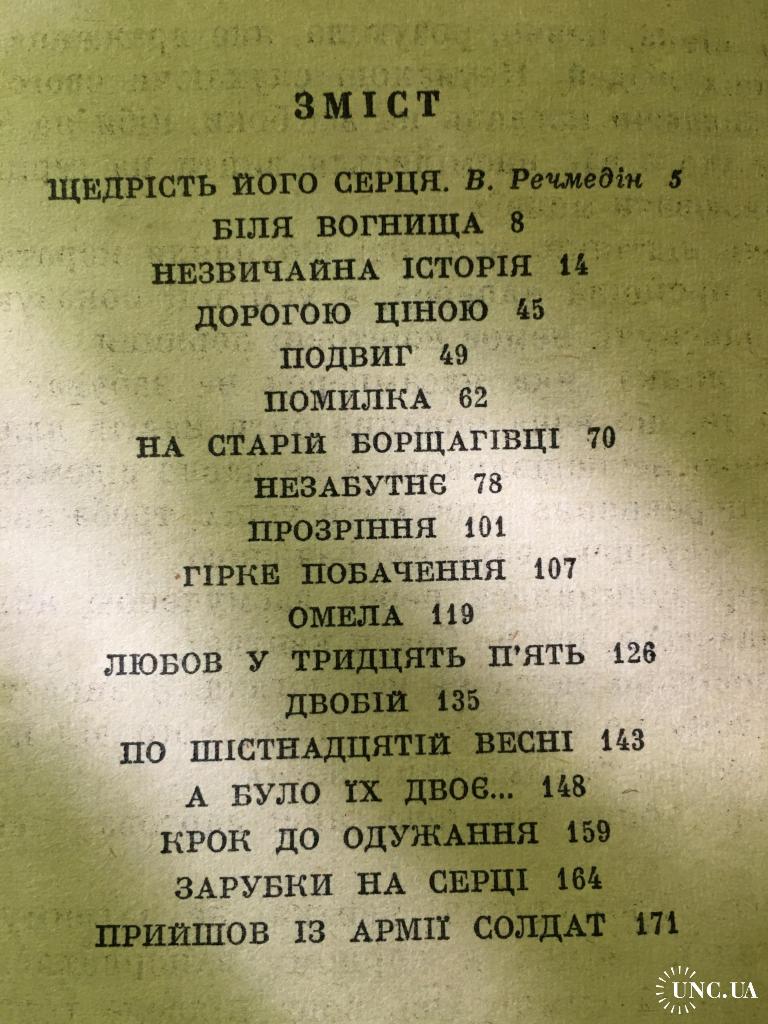 ЗМІСТ
ЩЕДРІСТЬ ЙОГО СЕРЦЯ. В. Речмедін 5
БІЛЯ ВОГНИЩА 8
НЕЗВИЧАЙНА ІСТОРІЯ 14
ДОРОГОЮ ЦІНОЮ 45
ПОДВИГ 49
ПОМИЛКА 62
НА СТАРІЙ БОРЩАГІВЦІ 70
НЕЗАБУТНЄ 78
ПРОЗРІННЯ 101
ГІРКЕ ПОБАЧЕННЯ 107
ОМЕЛА 119
ЛЮБОВ У ТРИДЦЯТЬ П'ЯТЬ 126
ДВОБІЙ 135
ПО ШІСТНАДЦЯТІЙ ВЕСНІ 143
А БУЛО ЇХ ДВОЄ... 148
КРОК ДО ОДУЖАННЯ 159
ЗАРУБКИ НА СЕРЦІ 164
ПРИЙШОВ ІЗ АРМІЇ СОЛДАТ 171
UNC.UA